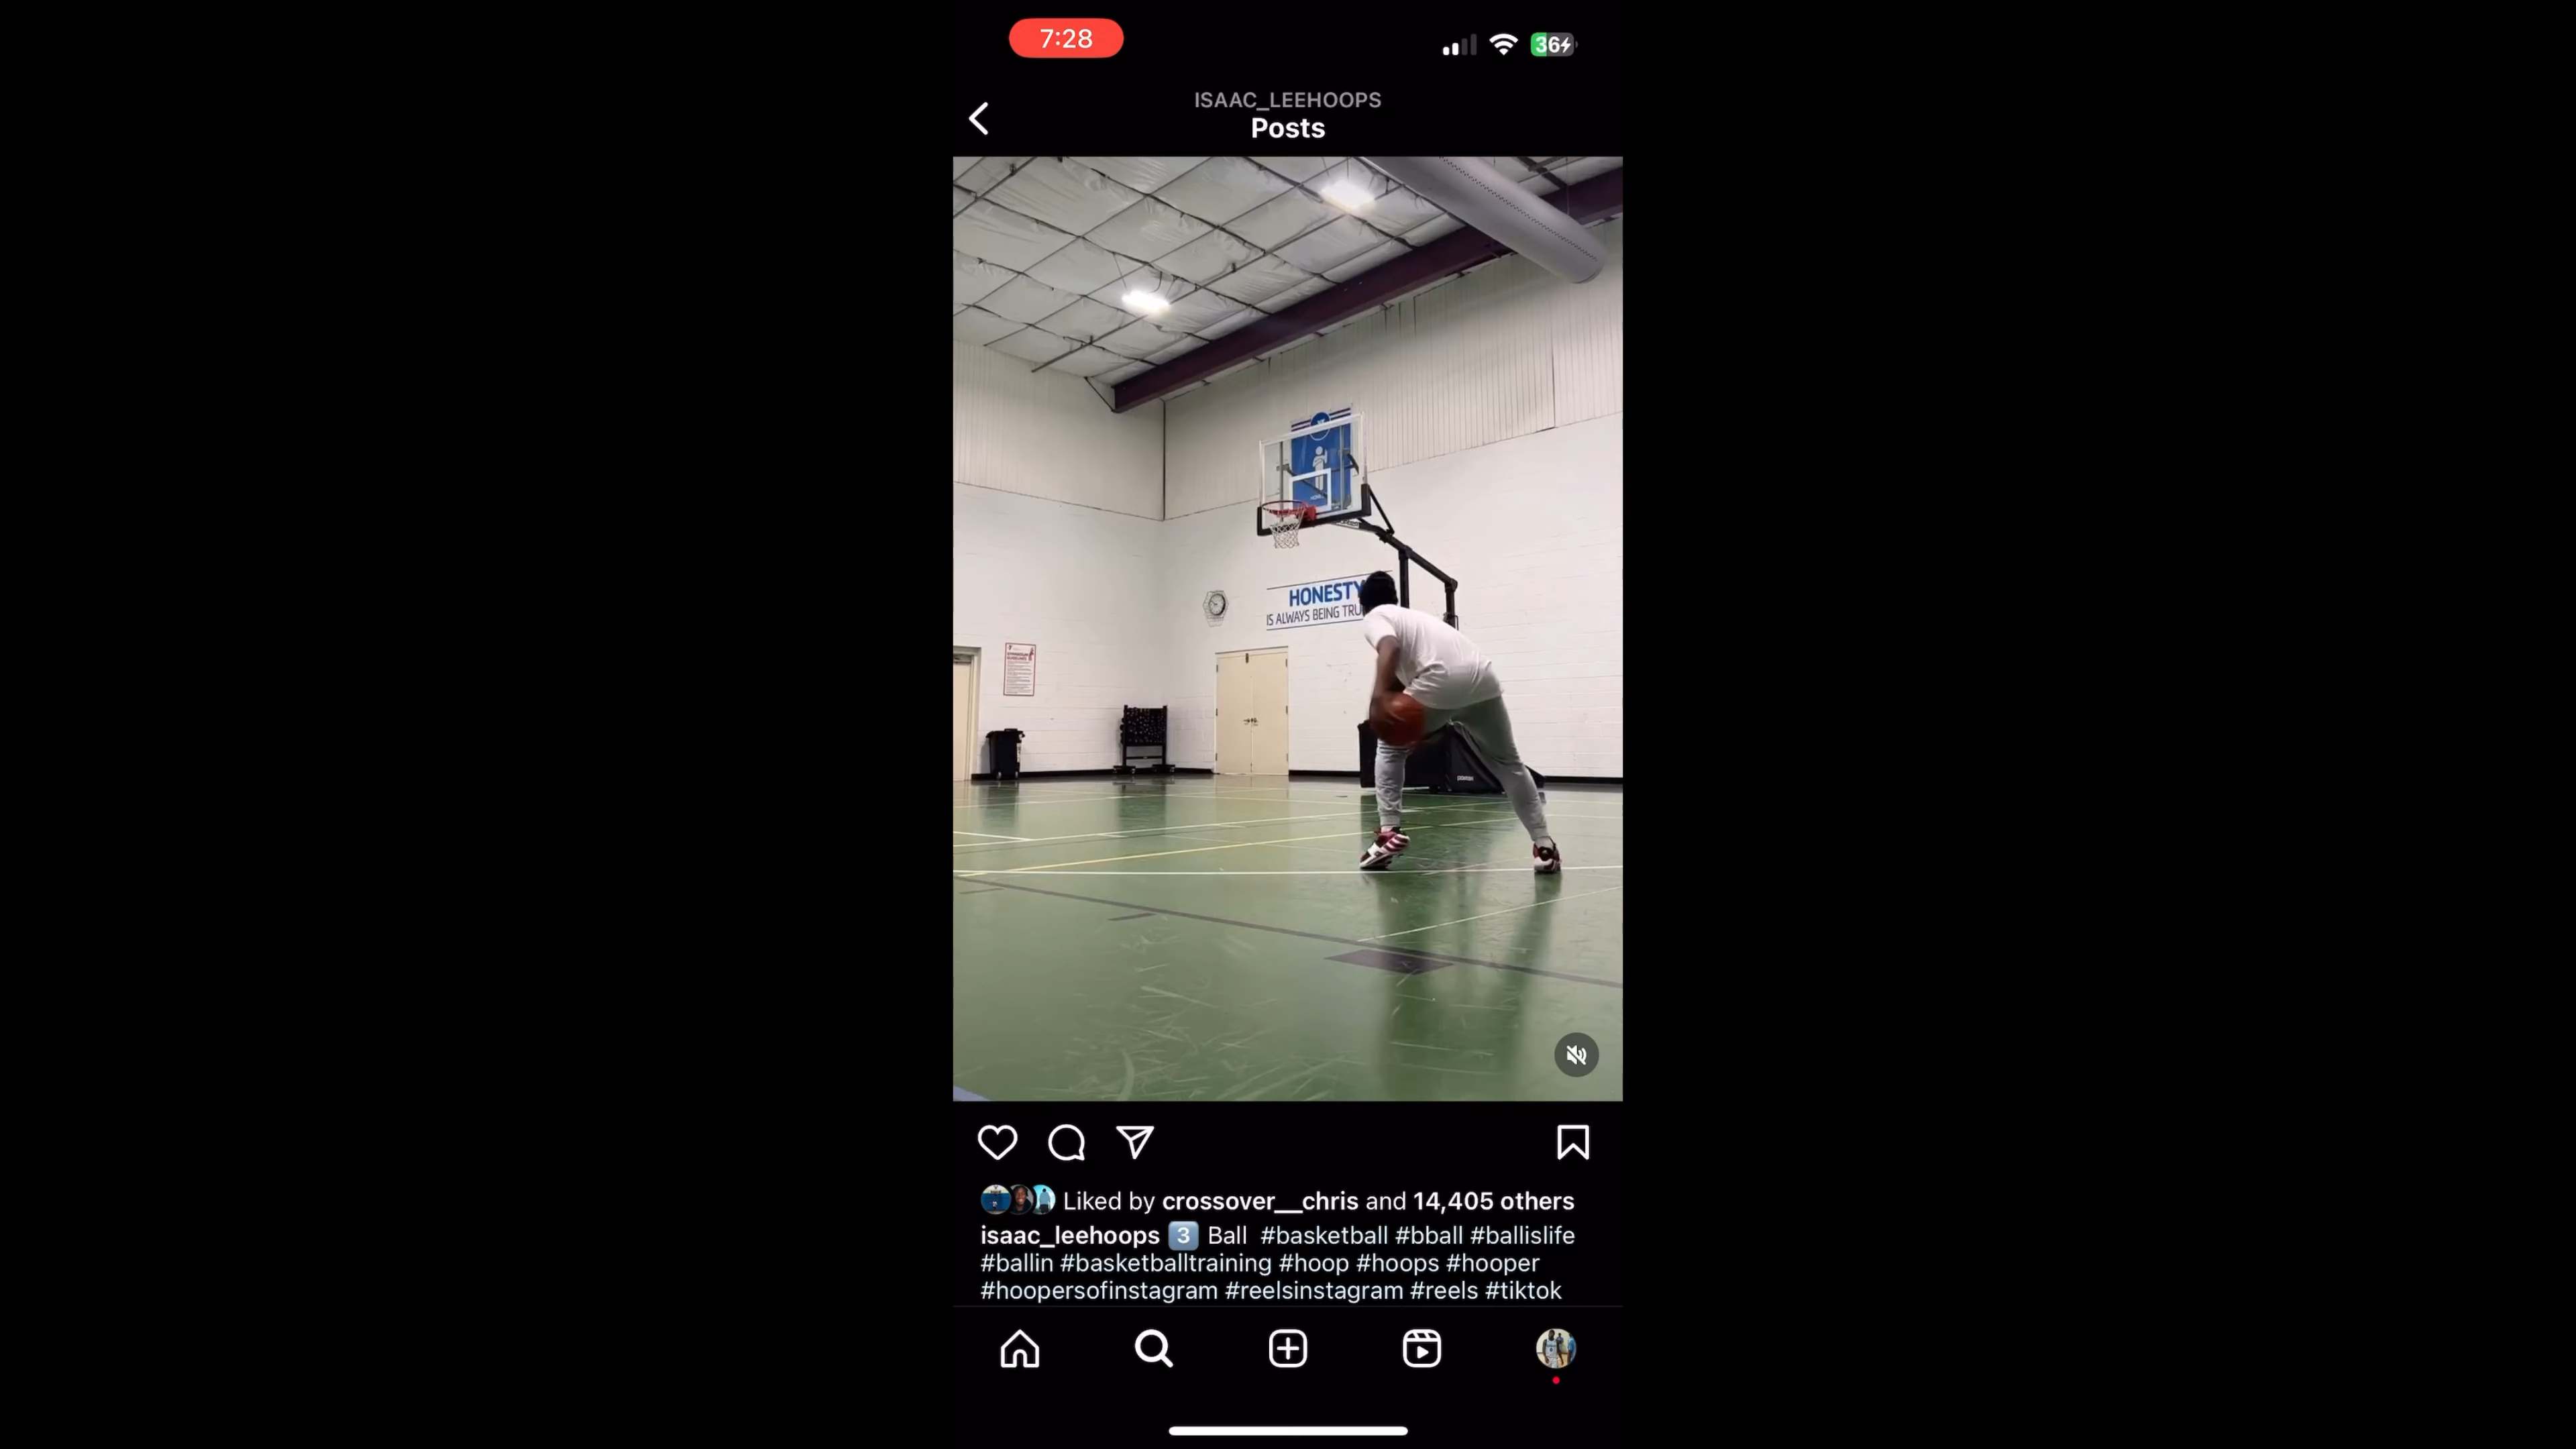 7:28
36
ISAAC_LEEHOOPS
Posts
HONESTY
IS ALWAYS BEING TRU
Liked by crossover__chris and 14,405 others
isaac_leehoops 3 Ball #basketball #bball #ballislife
#ballin #basketballtraining #hoop #hoops #hooper
#hoopersofinstagram #reelsinstagram #reels #tiktok